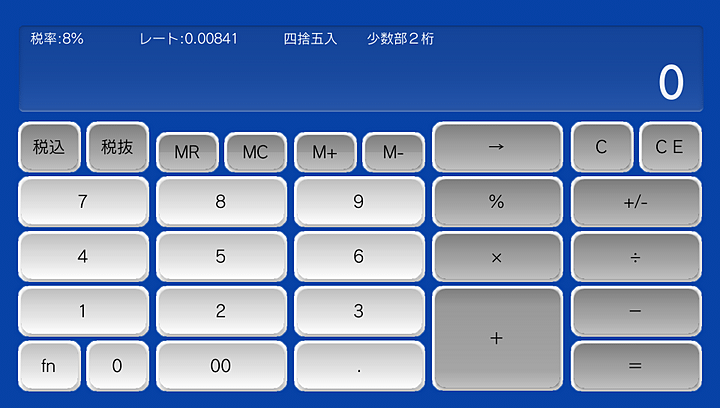 税率:8% レート:0.00841 四捨五入 少数部2桁
0
税込 税抜 MR MC M+ M- → C CE
7 8 9 % +/-
4 5 6 × ÷
1 2 3 + −
fn 0 00 . =